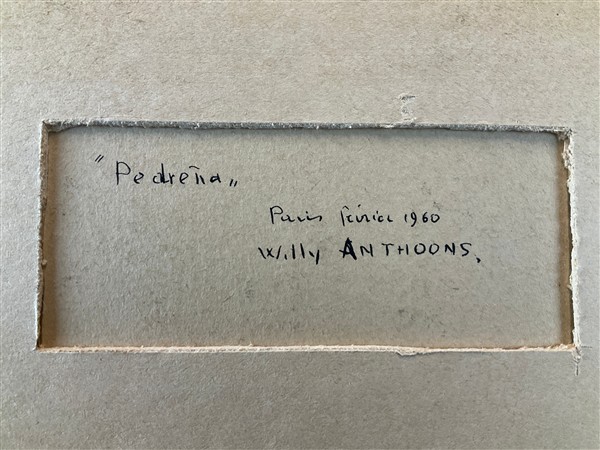 "Pedreña"
Paris février 1960
Willy ANTHOONS.